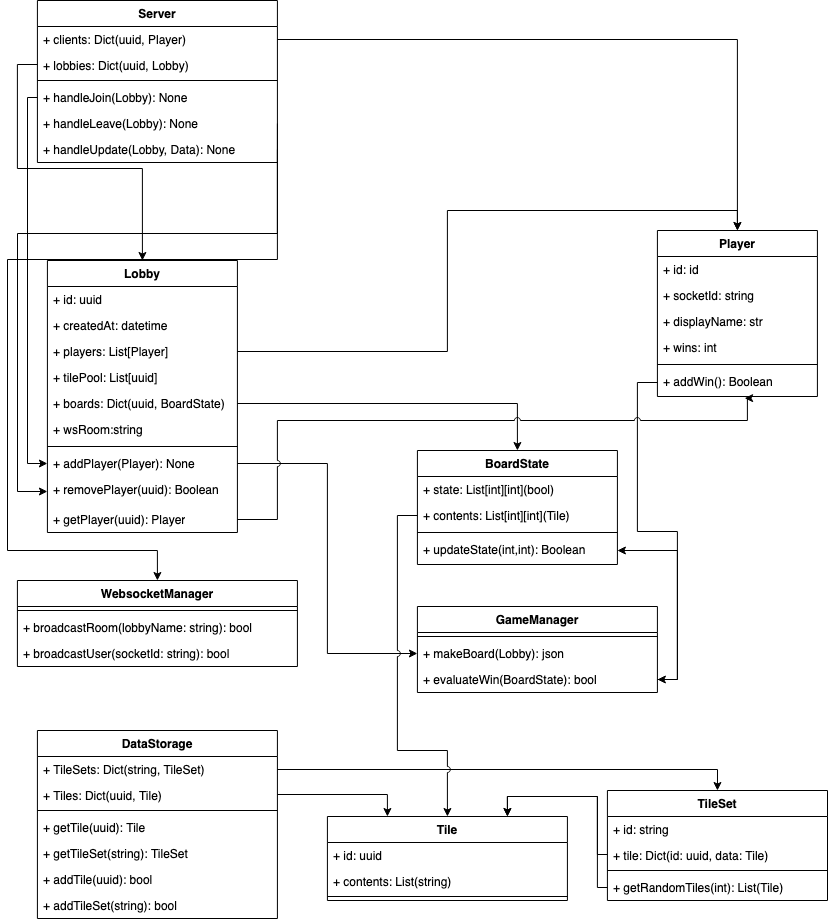 Server
+ clients: Dict(uuid, Player)
+ lobbies: Dict(uuid, Lobby)
+ handleJoin(Lobby): None
+ handleLeave(Lobby): None
+ handleUpdate(Lobby, Data): None
Player
+ id: id
+ socketId: string
+ displayName: str
+ wins: int
+ addWin(): Boolean
Lobby
+ id: uuid
+ createdAt: datetime
+ players: List[Player]
+ tilePool: List[uuid]
+ boards: Dict(uuid, BoardState)
+ wsRoom:string
+ addPlayer(Player): None
+ removePlayer(uuid): Boolean
+ getPlayer(uuid): Player
BoardState
+ state: List[int][int](bool)
+ contents: List[int][int](Tile)
+ updateState(int,int): Boolean
WebsocketManager
+ broadcastRoom(lobbyName: string): bool
+ broadcastUser(socketId: string): bool
GameManager
+ makeBoard(Lobby): json
+ evaluateWin(BoardState): bool
DataStorage
+ TileSets: Dict(string, TileSet)
+ Tiles: Dict(uuid, Tile)
+ getTile(uuid): Tile
+ getTileSet(string): TileSet
+ addTile(uuid): bool
+ addTileSet(string): bool
Tile
+ id: uuid
+ contents: List(string)
TileSet
+ id: string
+ tile: Dict(id: uuid, data: Tile)
+ getRandomTiles(int): List(Tile)